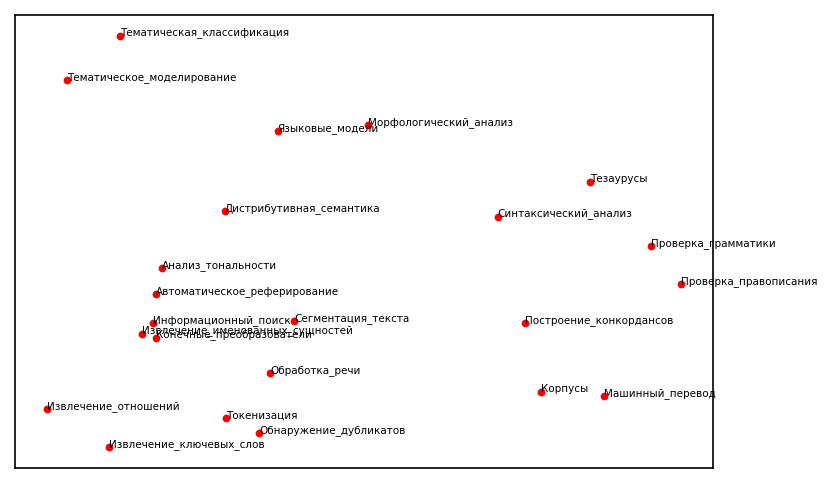 Тематическая_классификация
Тематическое_моделирование
Морфологический_анализ
Языковые_модели
Тезаурусы
Дистрибутивная_семантика
Синтаксический_анализ
Проверка_грамматики
Анализ_тональности
Проверка_правописания
Автоматическое_реферирование
Сегментация_текста
Информационный_поиск
Построение_конкордансов
Извлечение_именованных_сущностей
Конечные_преобразователи
Обработка_речи
Корпусы
Машинный_перевод
Извлечение_отношений
Токенизация
Обнаружение_дубликатов
Извлечение_ключевых_слов